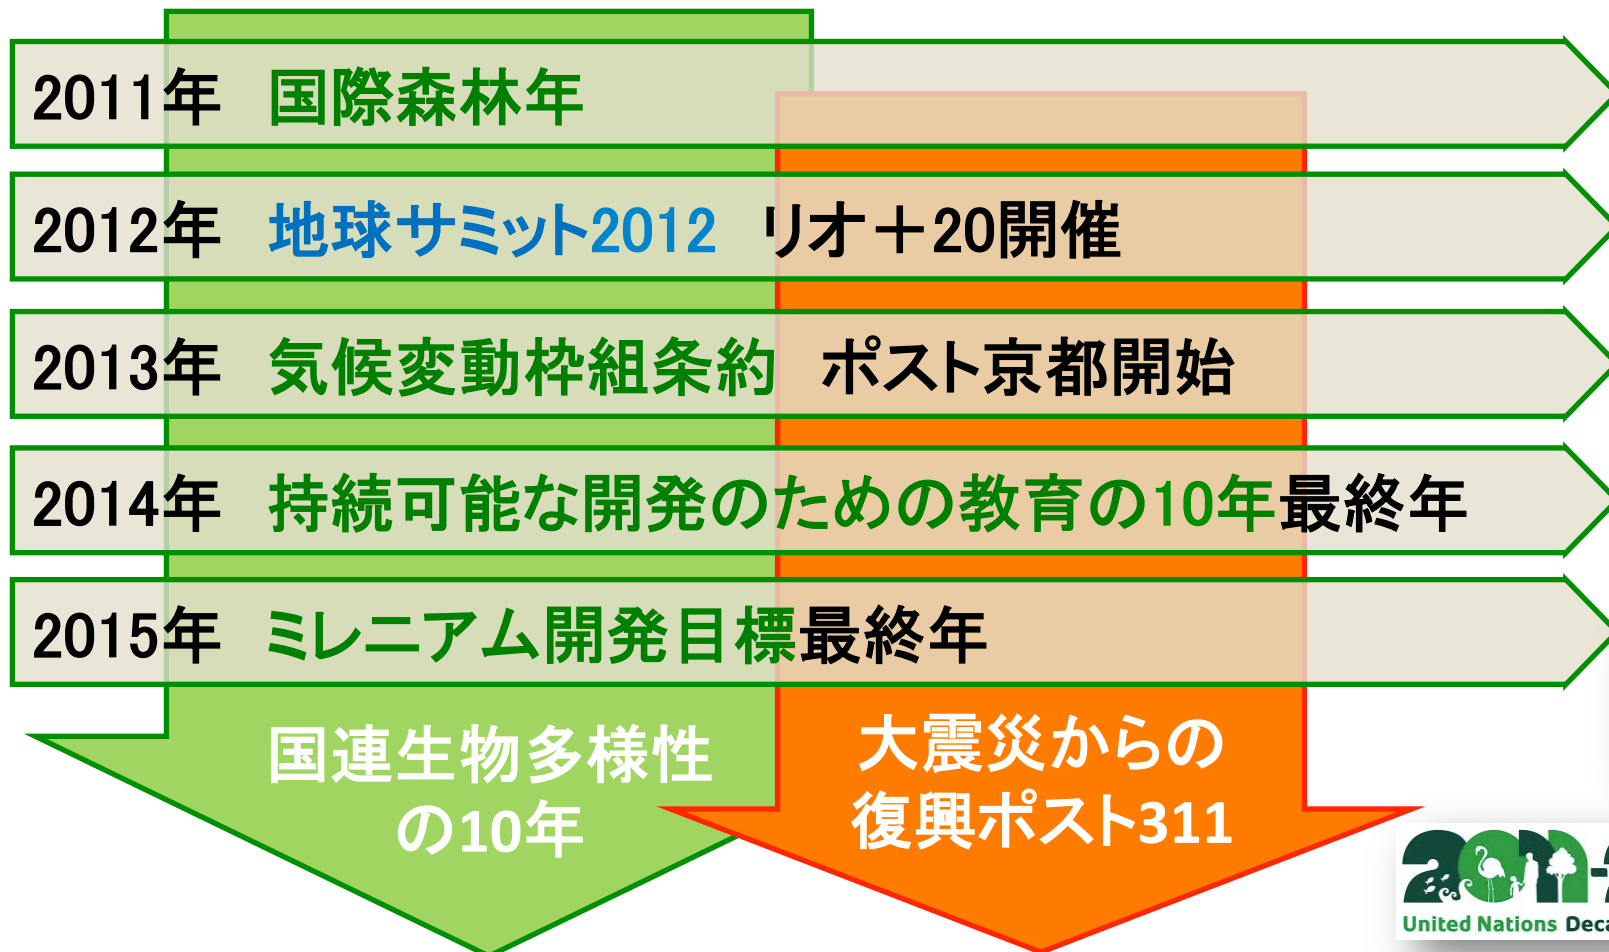 2011年　国際森林年
2012年　地球サミット2012　リオ＋20開催
2013年　気候変動枠組条約　ポスト京都開始
2014年　持続可能な開発のための教育の10年最終年
2015年　ミレニアム開発目標最終年
国連生物多様性
の10年
大震災からの
復興ポスト311
United Nations